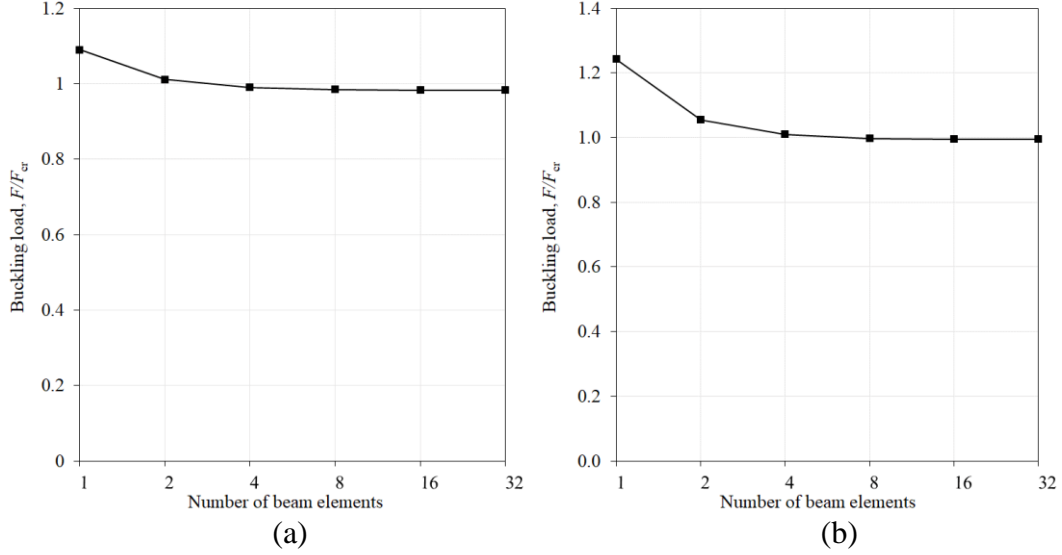 1.2
1
0.8
0.6
0.4
0.2
0
Buckling load, F/Fcr
1 2 4 8 16 32
Number of beam elements
(a)
1.4
1.2
1.0
0.8
0.6
0.4
0.2
0.0
Buckling load, F/Fcr
1 2 4 8 16 32
Number of beam elements
(b)